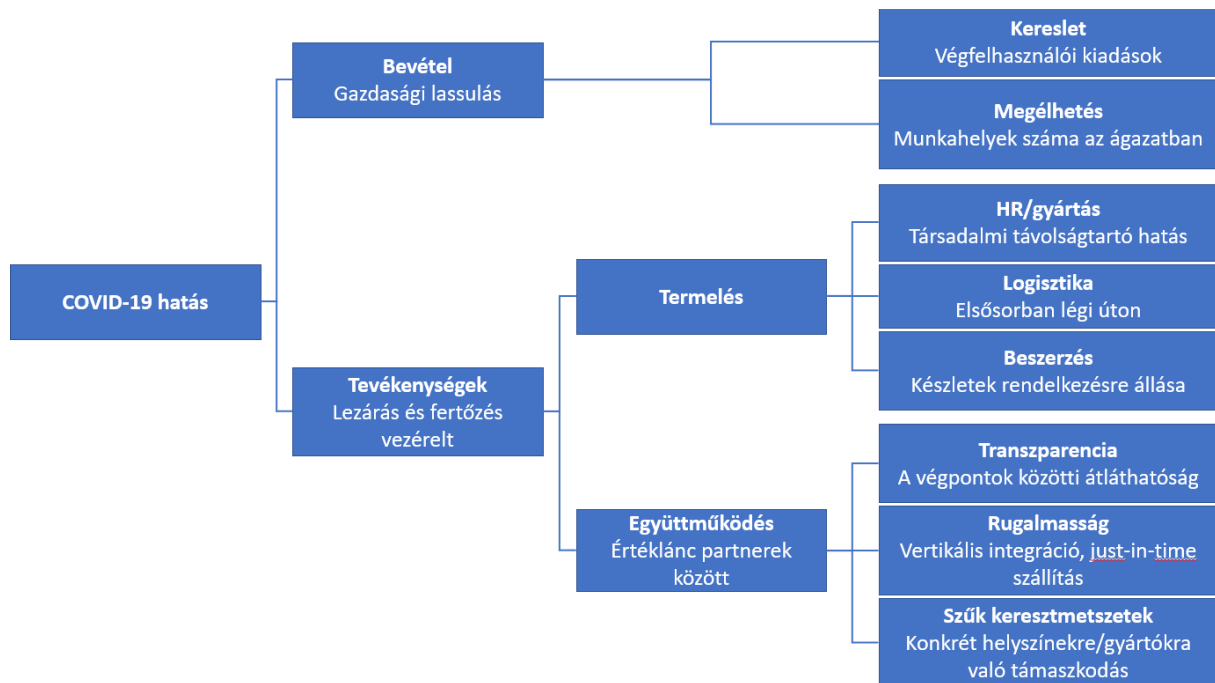 COVID-19 hatás
Bevétel
Gazdasági lassulás
Kereslet
Végfelhasználói kiadások
Megélhetés
Munkahelyek száma az ágazatban
Tevékenységek
Lezárás és fertőzés
vezérelt
Termelés
HR/gyártás
Társadalmi távolságtartó hatás
Logisztika
Elsősorban légi úton
Beszerzés
Készletek rendelkezésre állása
Együttműködés
Értéklánc partnerek
között
Transzparencia
A végpontok közötti átláthatóság
Rugalmasság
Vertikális integráció, just-in-time
szállítás
Szűk keresztmetszetek
Konkrét helyszínekre/gyártókra
való támaszkodás